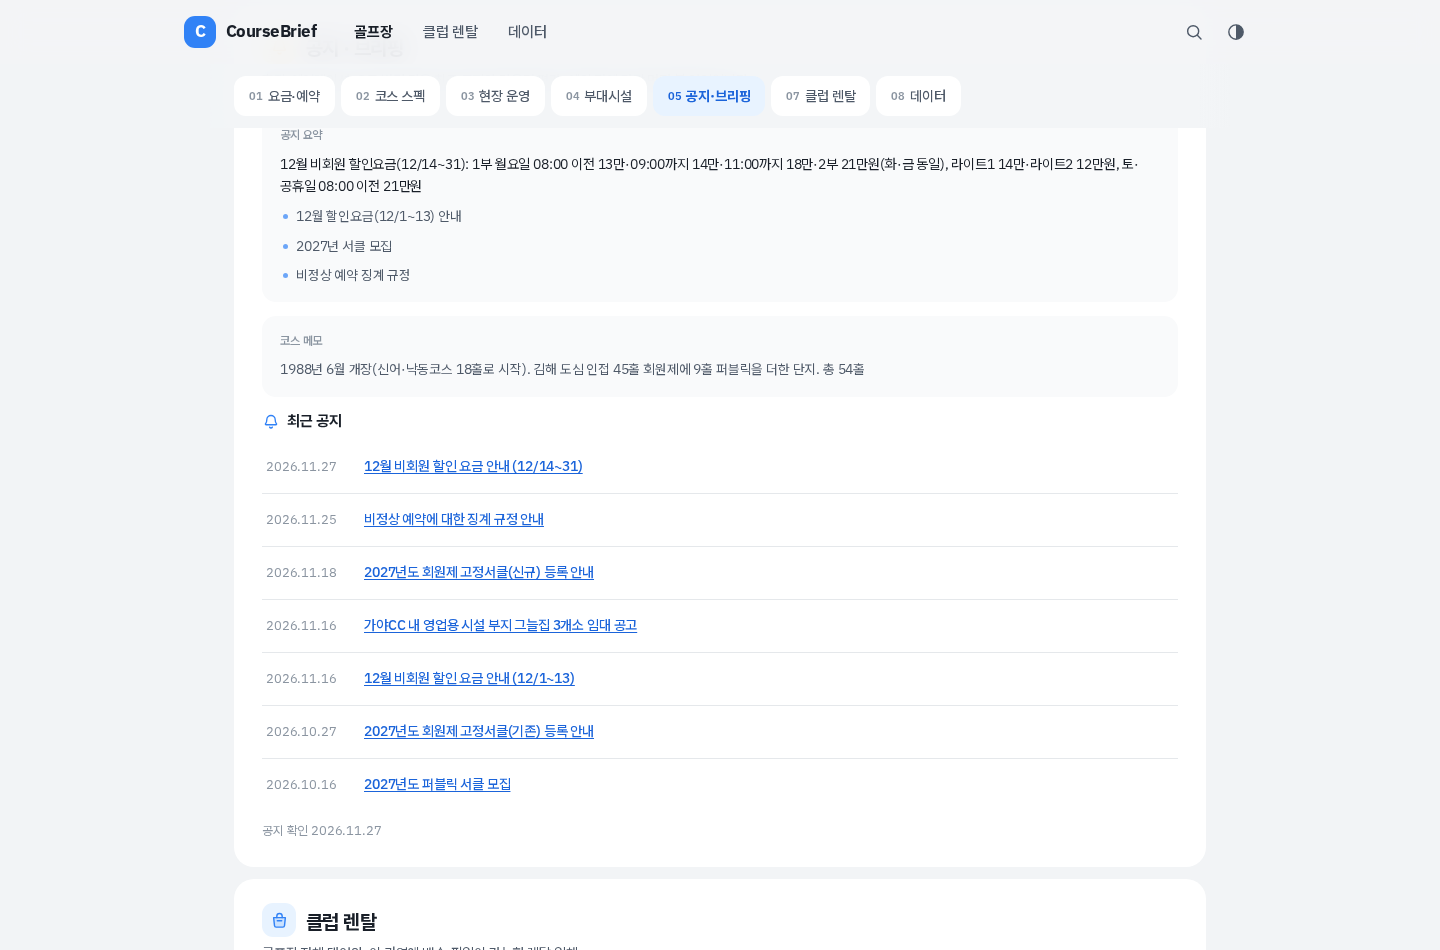 C CourseBrief 골프장 클럽 렌탈 데이터
01 요금·예약 02 코스 스펙 03 현장 운영 04 부대시설 05 공지·브리핑 07 클럽 렌탈 08 데이터
공지 요약
12월 비회원 할인요금(12/14~31): 1부 월요일 08:00 이전 13만·09:00까지 14만·11:00까지 18만·2부 21만원(화·금 동일), 라이트1 14만·라이트2 12만원, 토·
공휴일 08:00 이전 21만원
12월 할인요금(12/1~13) 안내
2027년 서클 모집
비정상 예약 징계 규정
코스 메모
1988년 6월 개장(신어·낙동코스 18홀로 시작). 김해 도심 인접 45홀 회원제에 9홀 퍼블릭을 더한 단지. 총 54홀
최근 공지
2026.11.27 12월 비회원 할인 요금 안내 (12/14~31)
2026.11.25 비정상 예약에 대한 징계 규정 안내
2026.11.18 2027년도 회원제 고정서클(신규) 등록 안내
2026.11.16 가야CC 내 영업용 시설 부지 그늘집 3개소 임대 공고
2026.11.16 12월 비회원 할인 요금 안내 (12/1~13)
2026.10.27 2027년도 회원제 고정서클(기존) 등록 안내
2026.10.16 2027년도 퍼블릭 서클 모집
공지 확인 2026.11.27
클럽 렌탈